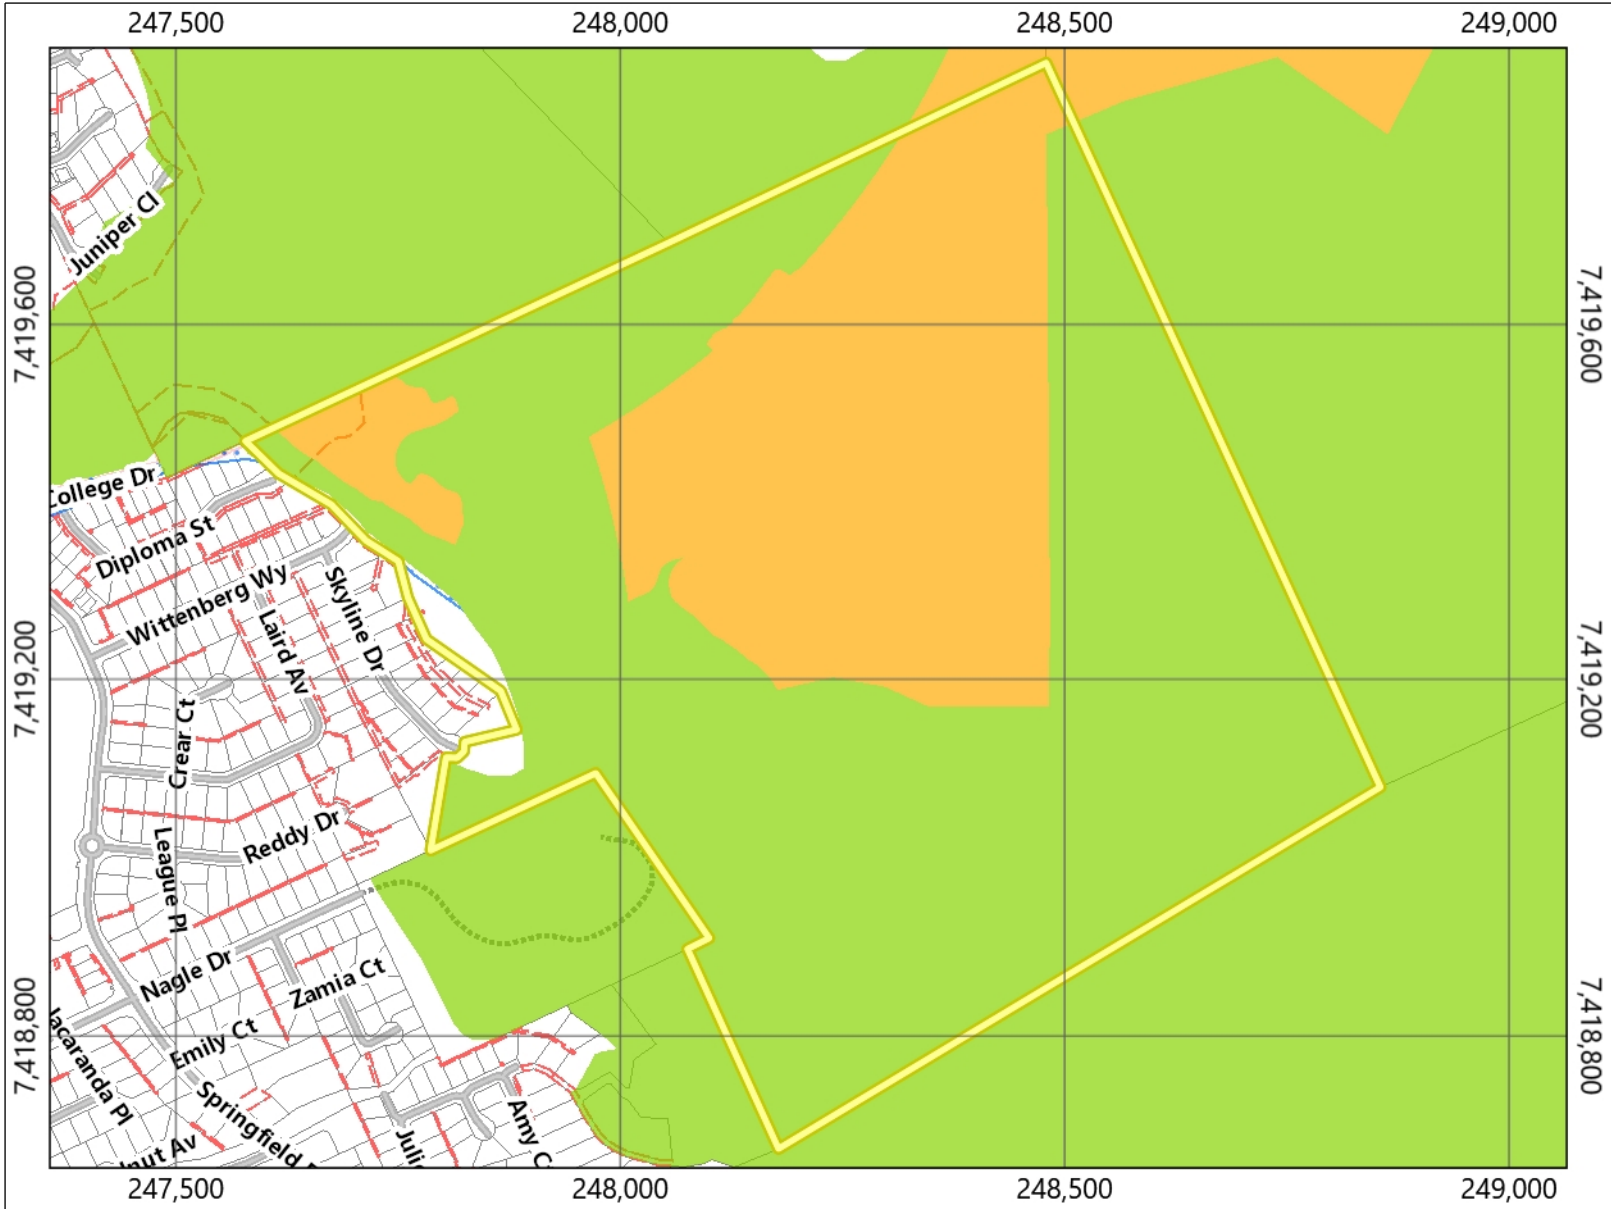 247,500 248,000 248,500 249,000
Juniper Cl
7,419,600 7,419,600
College Dr
Diploma St
Wittenberg Wy
Skyline Dr
Laird Av
7,419,200 7,419,200
Crear Ct
Reddy Dr
League Pl
Nagle Dr
Zamia Ct
7,418,800 7,418,800
Emily Ct
Jacaranda Pl
Springfield
Amy C
Julie
nut Av
247,500 248,000 248,500 249,000